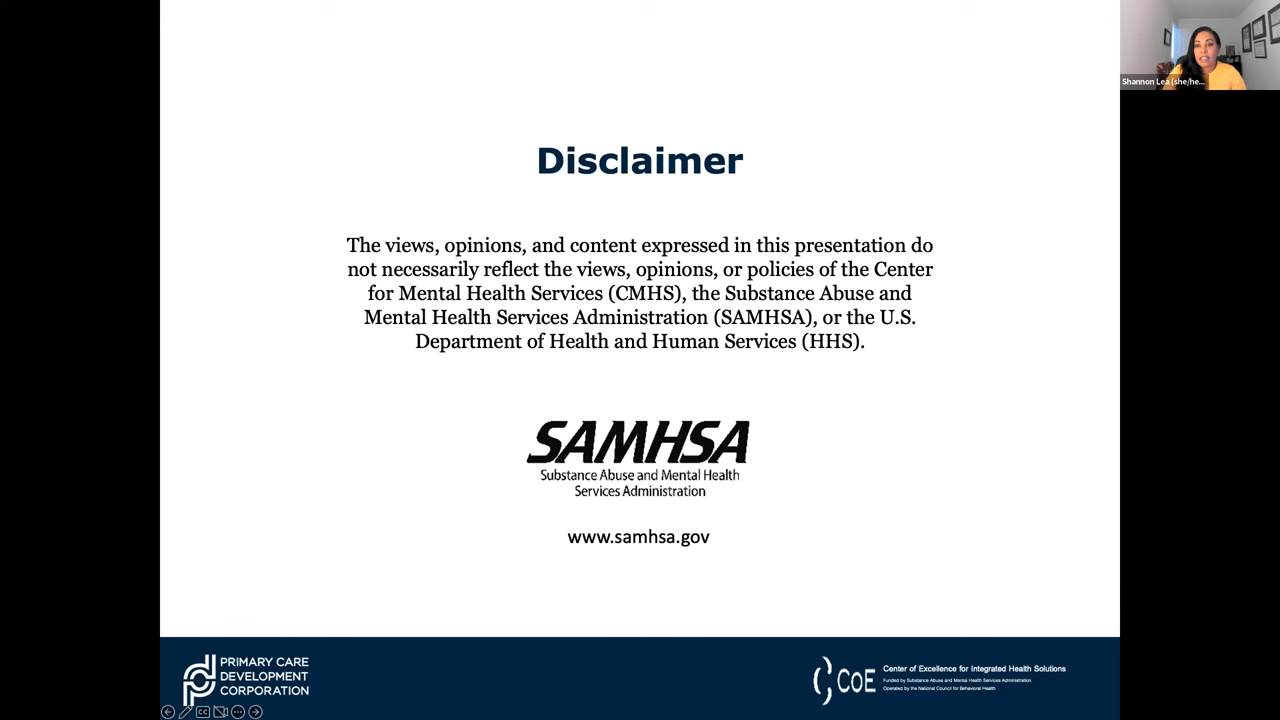 Shannon Lea (she/he...
Disclaimer
The views, opinions, and content expressed in this presentation do
not necessarily reflect the views, opinions, or policies of the Center
for Mental Health Services (CMHS), the Substance Abuse and
Mental Health Services Administration (SAMHSA), or the U.S.
Department of Health and Human Services (HHS).
SAMHSA
Substance Abuse and Mental Health
Services Administration
www.samhsa.gov
PRIMARY CARE
DEVELOPMENT
CORPORATION
COE
Center of Excellence for Integrated Health Solutions
Funded by Substance Abuse and Mental Health Services Administration
Operated by the National Council for Behavioral Health
CC